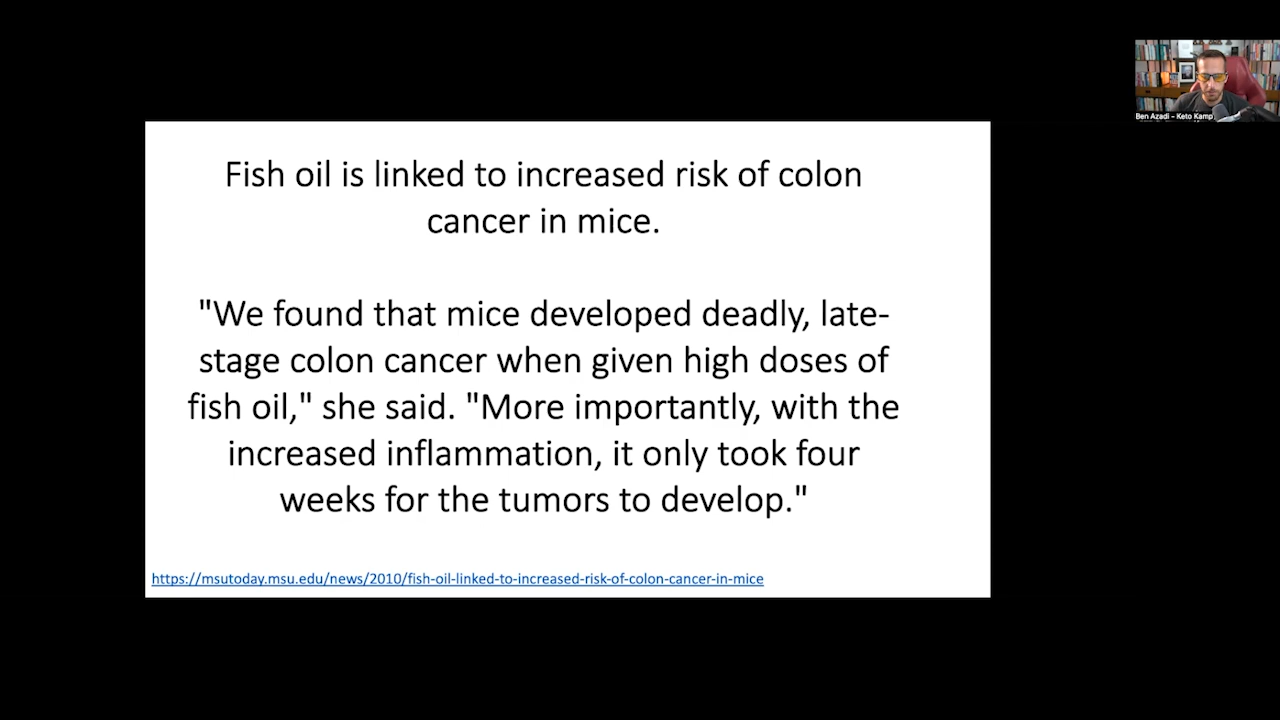 Ben Azadi - Keto Kamp
Fish oil is linked to increased risk of colon
cancer in mice.
"We found that mice developed deadly, late-
stage colon cancer when given high doses of
fish oil," she said. "More importantly, with the
increased inflammation, it only took four
weeks for the tumors to develop."
https://msutoday.msu.edu/news/2010/fish-oil-linked-to-increased-risk-of-colon-cancer-in-mice